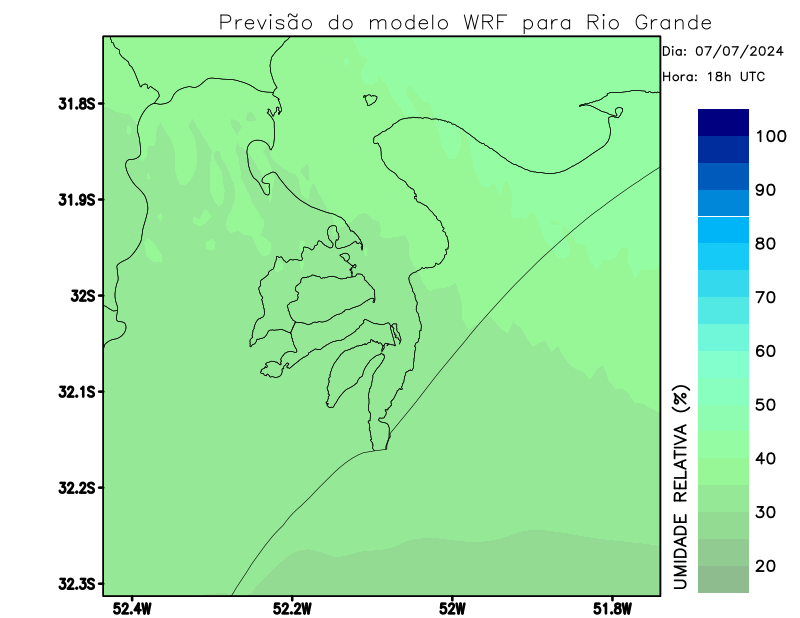 Previsão do modelo WRF para Rio Grande
Dia: 07/07/2024
Hora: 18h UTC
31.8S
31.9S
32S
32.1S
32.2S
32.3S
52.4W
52.2W
52W
51.8W
100
90
80
70
60
50
40
30
20
UMIDADE RELATIVA (%)